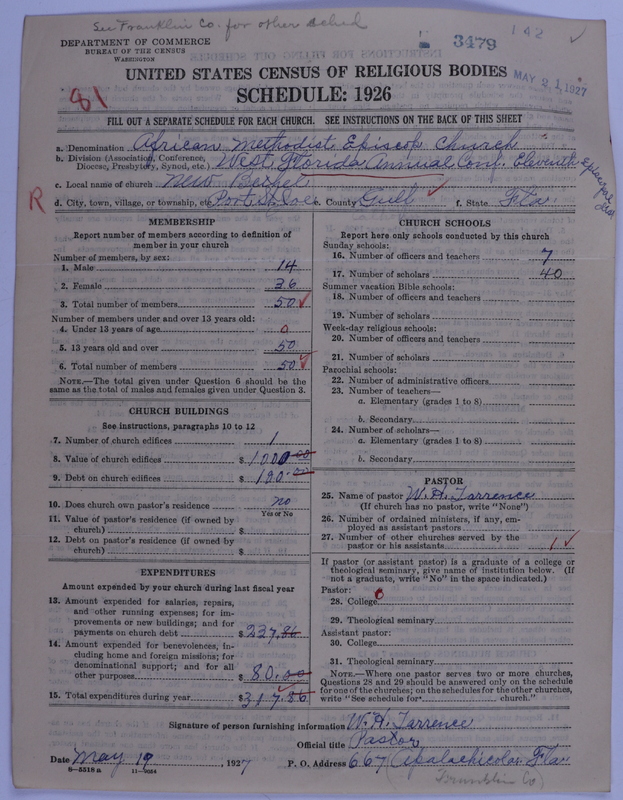 See Franklin Co. for other sched
142
3479
MAY 21 1927
DEPARTMENT OF COMMERCE
BUREAU OF THE CENSUS
WASHINGTON
UNITED STATES CENSUS OF RELIGIOUS BODIES
SCHEDULE: 1926
81
FILL OUT A SEPARATE SCHEDULE FOR EACH CHURCH. SEE INSTRUCTIONS ON THE BACK OF THIS SHEET
a. Denomination African Methodist Episcop Church
b. Division (Association, Conference, Diocese, Presbytery, Synod, etc.) West Florida Annual Conf. Eleventh Episcopal
c. Local name of church New Bethel
R d. City, town, village, or township, etc. Port St. Joe e. County Gulf f. State Fla.
MEMBERSHIP
Report number of members according to definition of
member in your church
Number of members, by sex:
1. Male 14
2. Female 36
3. Total number of members 50
Number of members under and over 13 years old:
4. Under 13 years of age 0
5. 13 years old and over 50
6. Total number of members 50
NOTE.—The total given under Question 6 should be the
same as the total of males and females given under Question 3.
CHURCH BUILDINGS
See instructions, paragraphs 10 to 12
7. Number of church edifices 1
8. Value of church edifices $1000.00
9. Debt on church edifices $ 190.00
10. Does church own pastor's residence no
Yes or No
11. Value of pastor's residence (if owned by
church) $
12. Debt on pastor's residence (if owned by
church) $
EXPENDITURES
Amount expended by your church during last fiscal year
13. Amount expended for salaries, repairs,
and other running expenses; for im-
provements or new buildings; and for
payments on church debt $237.86
14. Amount expended for benevolences, in-
cluding home and foreign missions; for
denominational support; and for all
other purposes $ 80.00
15. Total expenditures during year $317.86
CHURCH SCHOOLS
Report here only schools conducted by this church
Sunday schools:
16. Number of officers and teachers 7
17. Number of scholars 40
Summer vacation Bible schools:
18. Number of officers and teachers
19. Number of scholars
Week-day religious schools:
20. Number of officers and teachers
21. Number of scholars
Parochial schools:
22. Number of administrative officers
23. Number of teachers—
a. Elementary (grades 1 to 8)
b. Secondary
24. Number of scholars—
a. Elementary (grades 1 to 8)
b. Secondary
PASTOR
25. Name of pastor W. H. Tarrence
(If church has no pastor, write "None")
26. Number of ordained ministers, if any, em-
ployed as assistant pastors
27. Number of other churches served by the
pastor or his assistants 1
If pastor (or assistant pastor) is a graduate of a college or
theological seminary, give name of institution below. (If
not a graduate, write "No" in the space indicated.)
Pastor:
28. College
29. Theological seminary
Assistant pastor:
30. College
31. Theological seminary
NOTE.—Where one pastor serves two or more churches,
Questions 28 and 29 should be answered only on the schedule
for one of the churches; on the schedules for the other churches,
write "See schedule for church."
Signature of person furnishing information W. H. Tarrence
Official title Pastor
Date May 19, 1927 P. O. Address 667 Apalachicola. Fla.
8-5518 a 11-9054
Franklin Co)